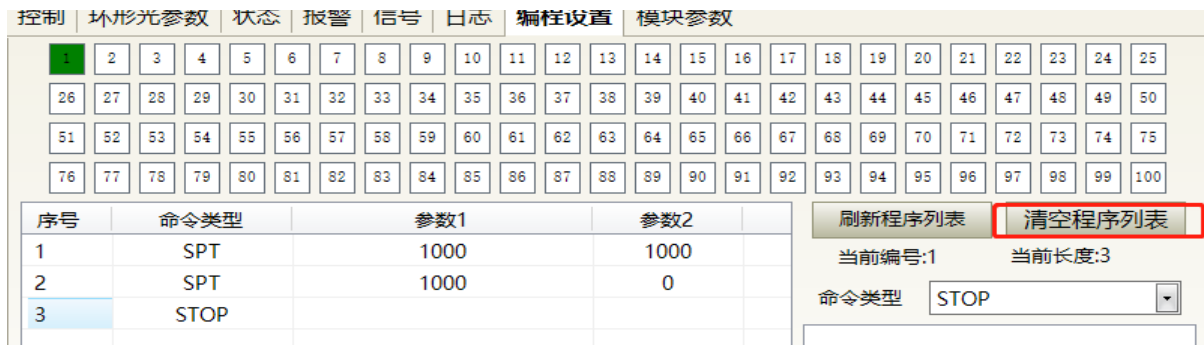 控制 环形光参数 状态 报警 信号 日志 编程设置 模块参数
1 2 3 4 5 6 7 8 9 10 11 12 13 14 15 16 17 18 19 20 21 22 23 24 25
26 27 28 29 30 31 32 33 34 35 36 37 38 39 40 41 42 43 44 45 46 47 48 49 50
51 52 53 54 55 56 57 58 59 60 61 62 63 64 65 66 67 68 69 70 71 72 73 74 75
76 77 78 79 80 81 82 83 84 85 86 87 88 89 90 91 92 93 94 95 96 97 98 99 100
序号 命令类型 参数1 参数2
1 SPT 1000 1000
2 SPT 1000 0
3 STOP
刷新程序列表 清空程序列表
当前编号:1 当前长度:3
命令类型 STOP